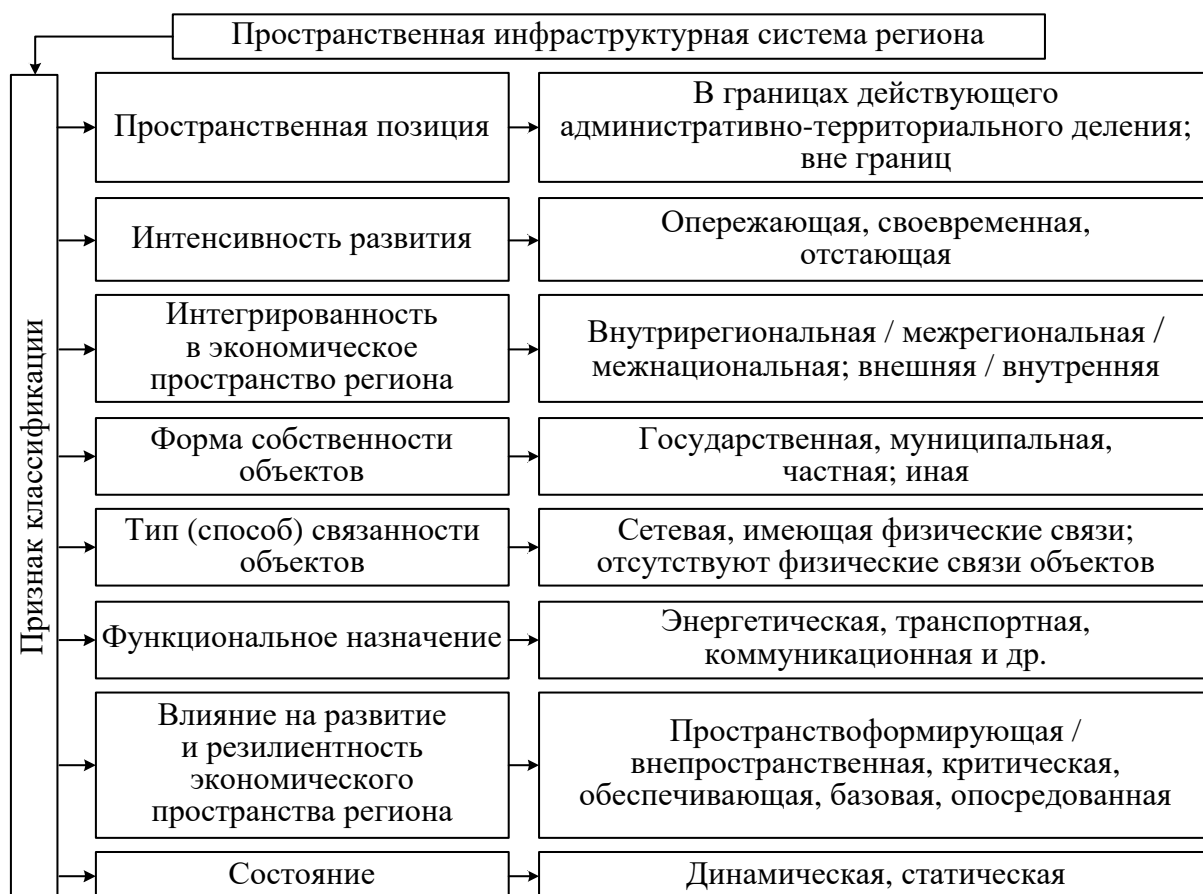 Пространственная инфраструктурная система региона
Признак классификации
Пространственная позиция
В границах действующего
административно-территориального деления;
вне границ
Интенсивность развития
Опережающая, своевременная,
отстающая
Интегрированность
в экономическое
пространство региона
Внутрирегиональная / межрегиональная /
межнациональная; внешняя / внутренняя
Форма собственности
объектов
Государственная, муниципальная,
частная; иная
Тип (способ) связанности
объектов
Сетевая, имеющая физические связи;
отсутствуют физические связи объектов
Функциональное назначение
Энергетическая, транспортная,
коммуникационная и др.
Влияние на развитие
и резилиентность
экономического
пространства региона
Пространствоформирующая /
внепространственная, критическая,
обеспечивающая, базовая, опосредованная
Состояние
Динамическая, статическая